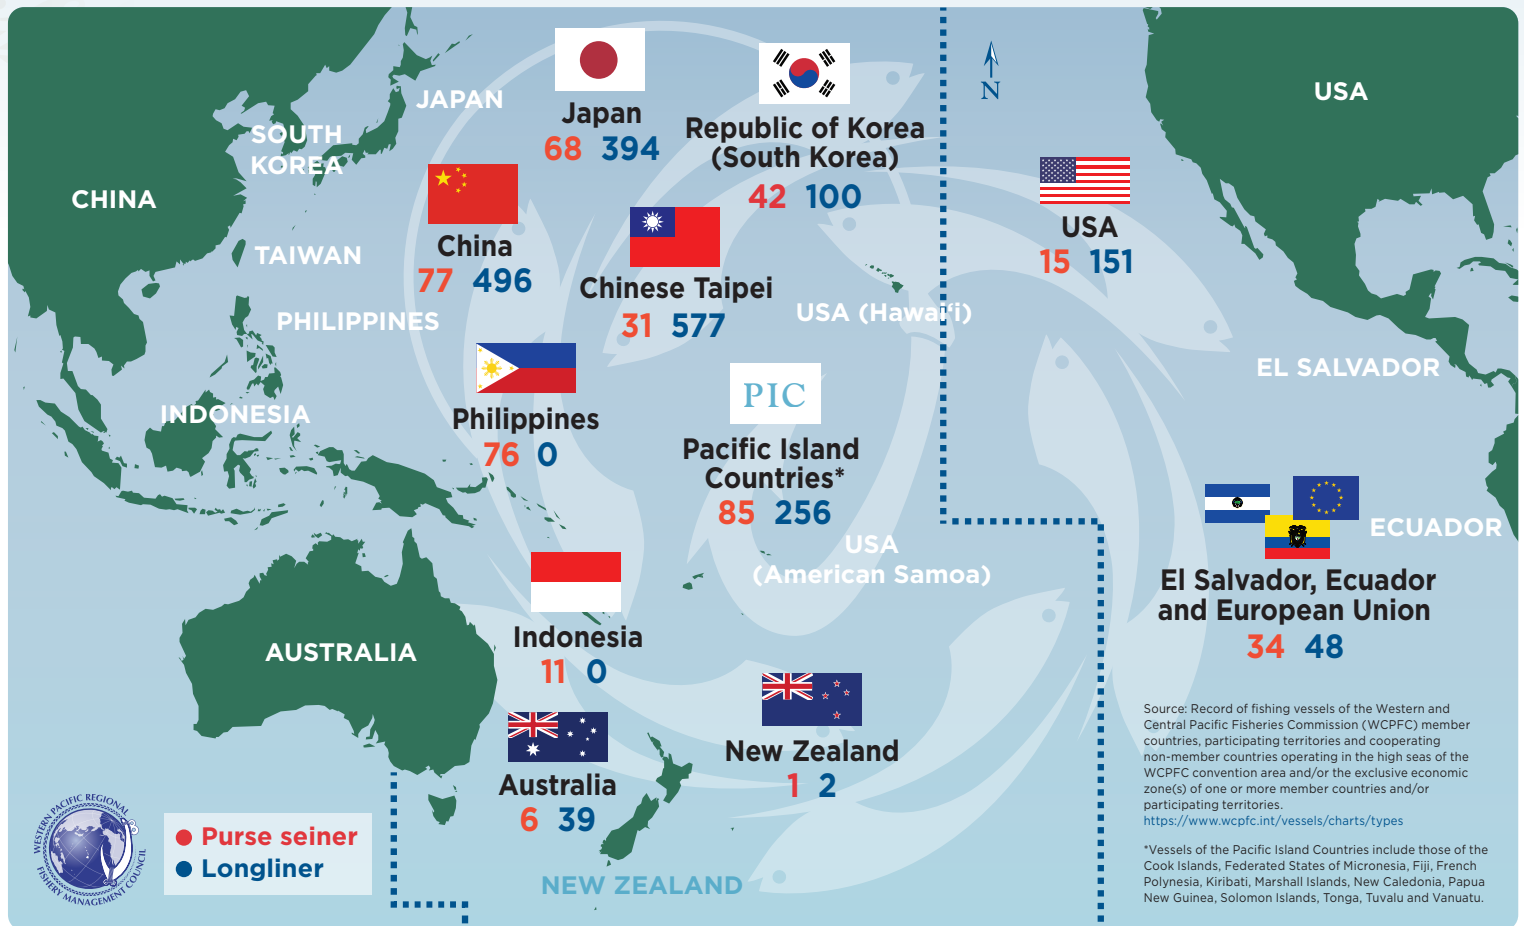 JAPAN
SOUTH
KOREA
CHINA
TAIWAN
PHILIPPINES
INDONESIA
AUSTRALIA
NEW ZEALAND
USA (Hawai‘i)
USA
(American Samoa)
USA
EL SALVADOR
ECUADOR
N
Japan
68 394
Republic of Korea
(South Korea)
42 100
China
77 496
Chinese Taipei
31 577
USA
15 151
Philippines
76 0
PIC
Pacific Island
Countries*
85 256
Indonesia
11 0
Australia
6 39
New Zealand
1 2
El Salvador, Ecuador
and European Union
34 48
WESTERN PACIFIC REGIONAL
FISHERY MANAGEMENT COUNCIL
Purse seiner
Longliner
Source: Record of fishing vessels of the Western and
Central Pacific Fisheries Commission (WCPFC) member
countries, participating territories and cooperating
non-member countries operating in the high seas of the
WCPFC convention area and/or the exclusive economic
zone(s) of one or more member countries and/or
participating territories.
https://www.wcpfc.int/vessels/charts/types
*Vessels of the Pacific Island Countries include those of the
Cook Islands, Federated States of Micronesia, Fiji, French
Polynesia, Kiribati, Marshall Islands, New Caledonia, Papua
New Guinea, Solomon Islands, Tonga, Tuvalu and Vanuatu.